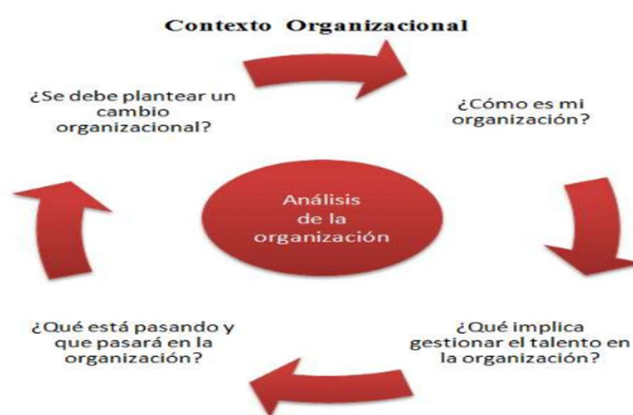 Contexto Organizacional
¿Se debe plantear un
cambio
organizacional?
¿Cómo es mi
organización?
Análisis
de la
organización
¿Qué está pasando y
que pasará en la
organización?
¿Qué implica
gestionar el talento en
la organización?